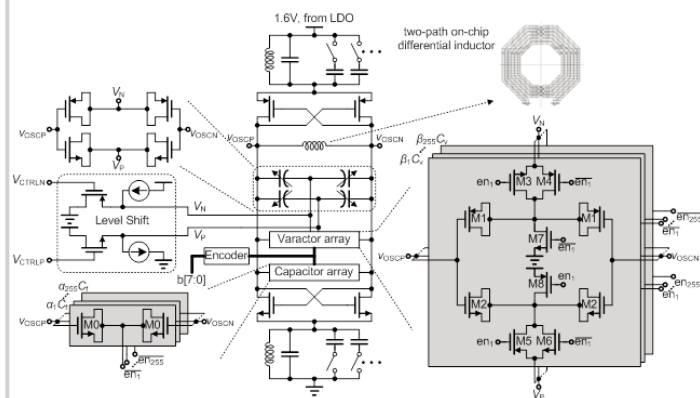 1.6V, from LDO
two-path on-chip
differential inductor
V_N
v_OSCP
v_OSCN
V_P
v_OSCP
v_OSCN
V_CTRLN
V_N
Level Shift
V_P
V_CTRLP
Varactor array
Encoder
b[7:0]
Capacitor array
α_255C_f
α_1C_f
v_OSCP
M0
M0
v_OSCN
en_255
en_1
β_255C_v
β_1C_v
V_N
en_1
M3
M4
en_1
M1
M1
en_255
en_1
M7
en_1
v_OSCP
v_OSCN
M8
en_1
en_255
en_1
M2
M2
en_1
M5
M6
en_1
V_P